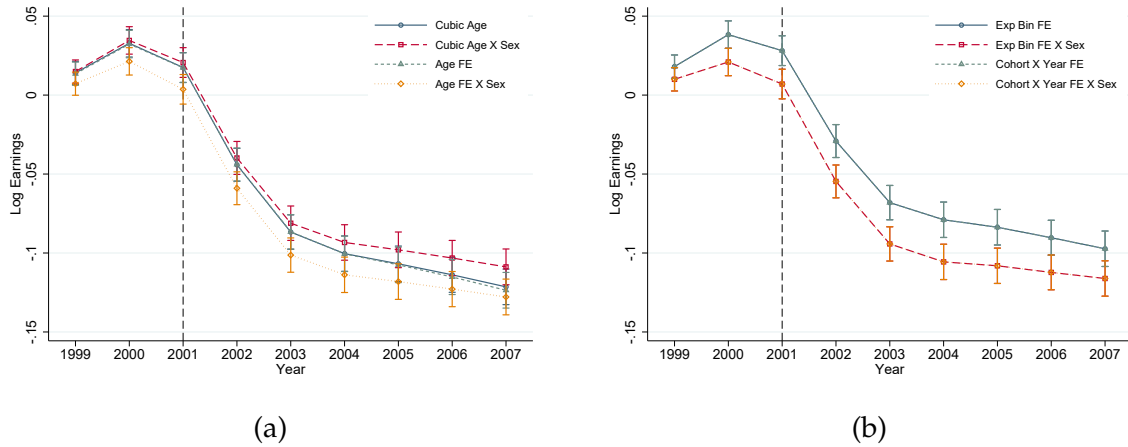 .05
0
-.05
-.1
-.15
Log Earnings
1999 2000 2001 2002 2003 2004 2005 2006 2007
Year
Cubic Age
Cubic Age X Sex
Age FE
Age FE X Sex
(a)
.05
0
-.05
-.1
-.15
Log Earnings
1999 2000 2001 2002 2003 2004 2005 2006 2007
Year
Exp Bin FE
Exp Bin FE X Sex
Cohort X Year FE
Cohort X Year FE X Sex
(b)